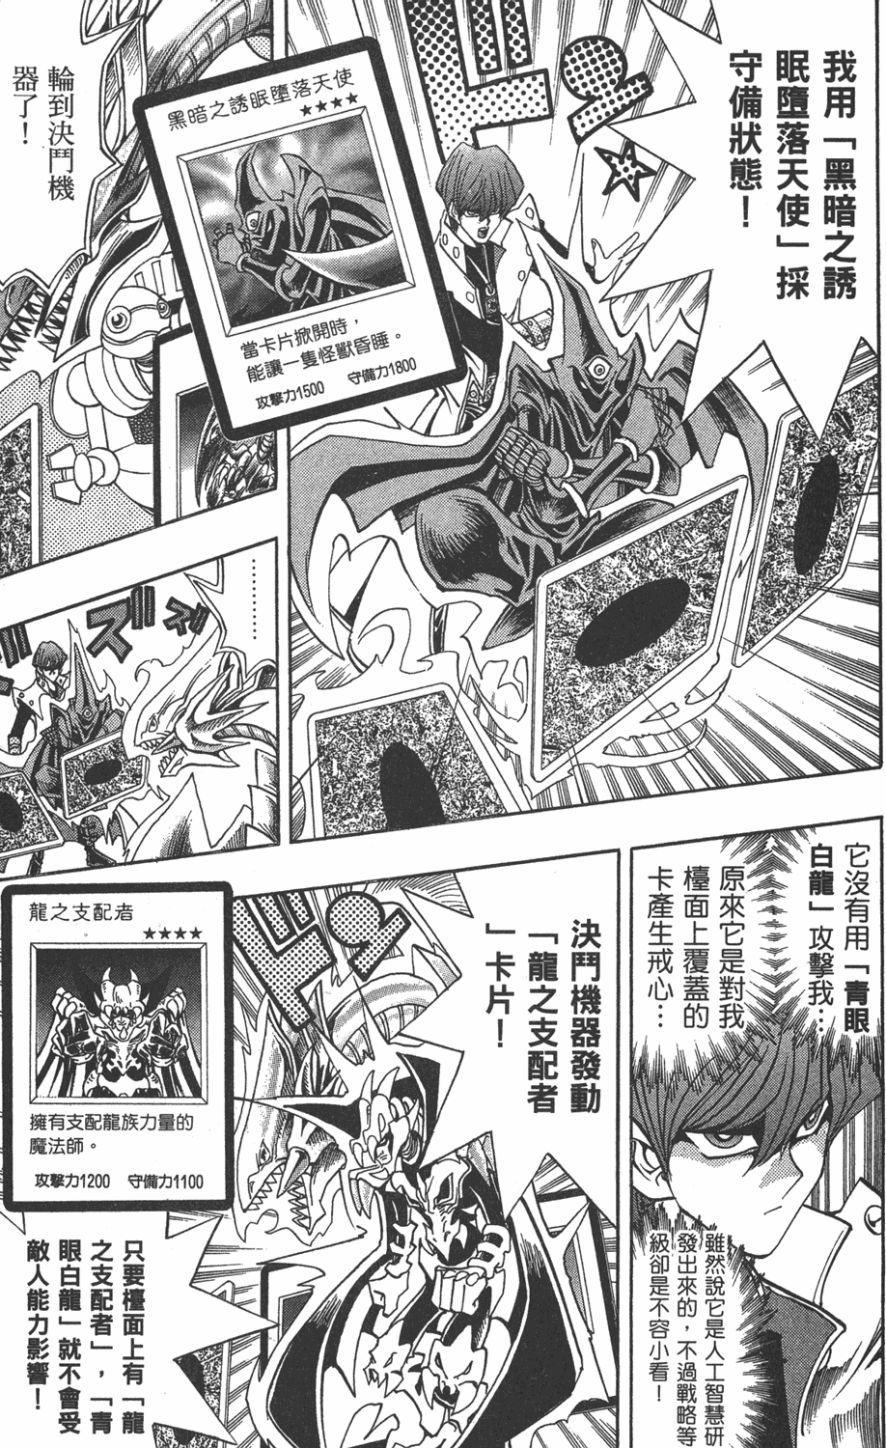 我用「黑暗之誘
眠墮落天使」採
守備狀態！
ドン
☆
黑暗之誘眠墮落天使
★★★★
當卡片掀開時，
能讓一隻怪獸昏睡。
攻擊力1500　守備力1800
輪到決鬥機
器了！
………
ズズズ
它沒有用「青眼
白龍」攻擊我…
原來它是對我
檯面上覆蓋的
卡產生戒心…
雖然說它是人工智慧研
發出來的，不過戰略等
級卻是不容小看！
決鬥機器發動
「龍之支配者
」卡片！
ドン
龍之支配者
★★★★
擁有支配龍族力量的
魔法師。
攻擊力1200　守備力1100
只要檯面上有「龍
之支配者」，「青
眼白龍」就不會受
敵人能力影響！